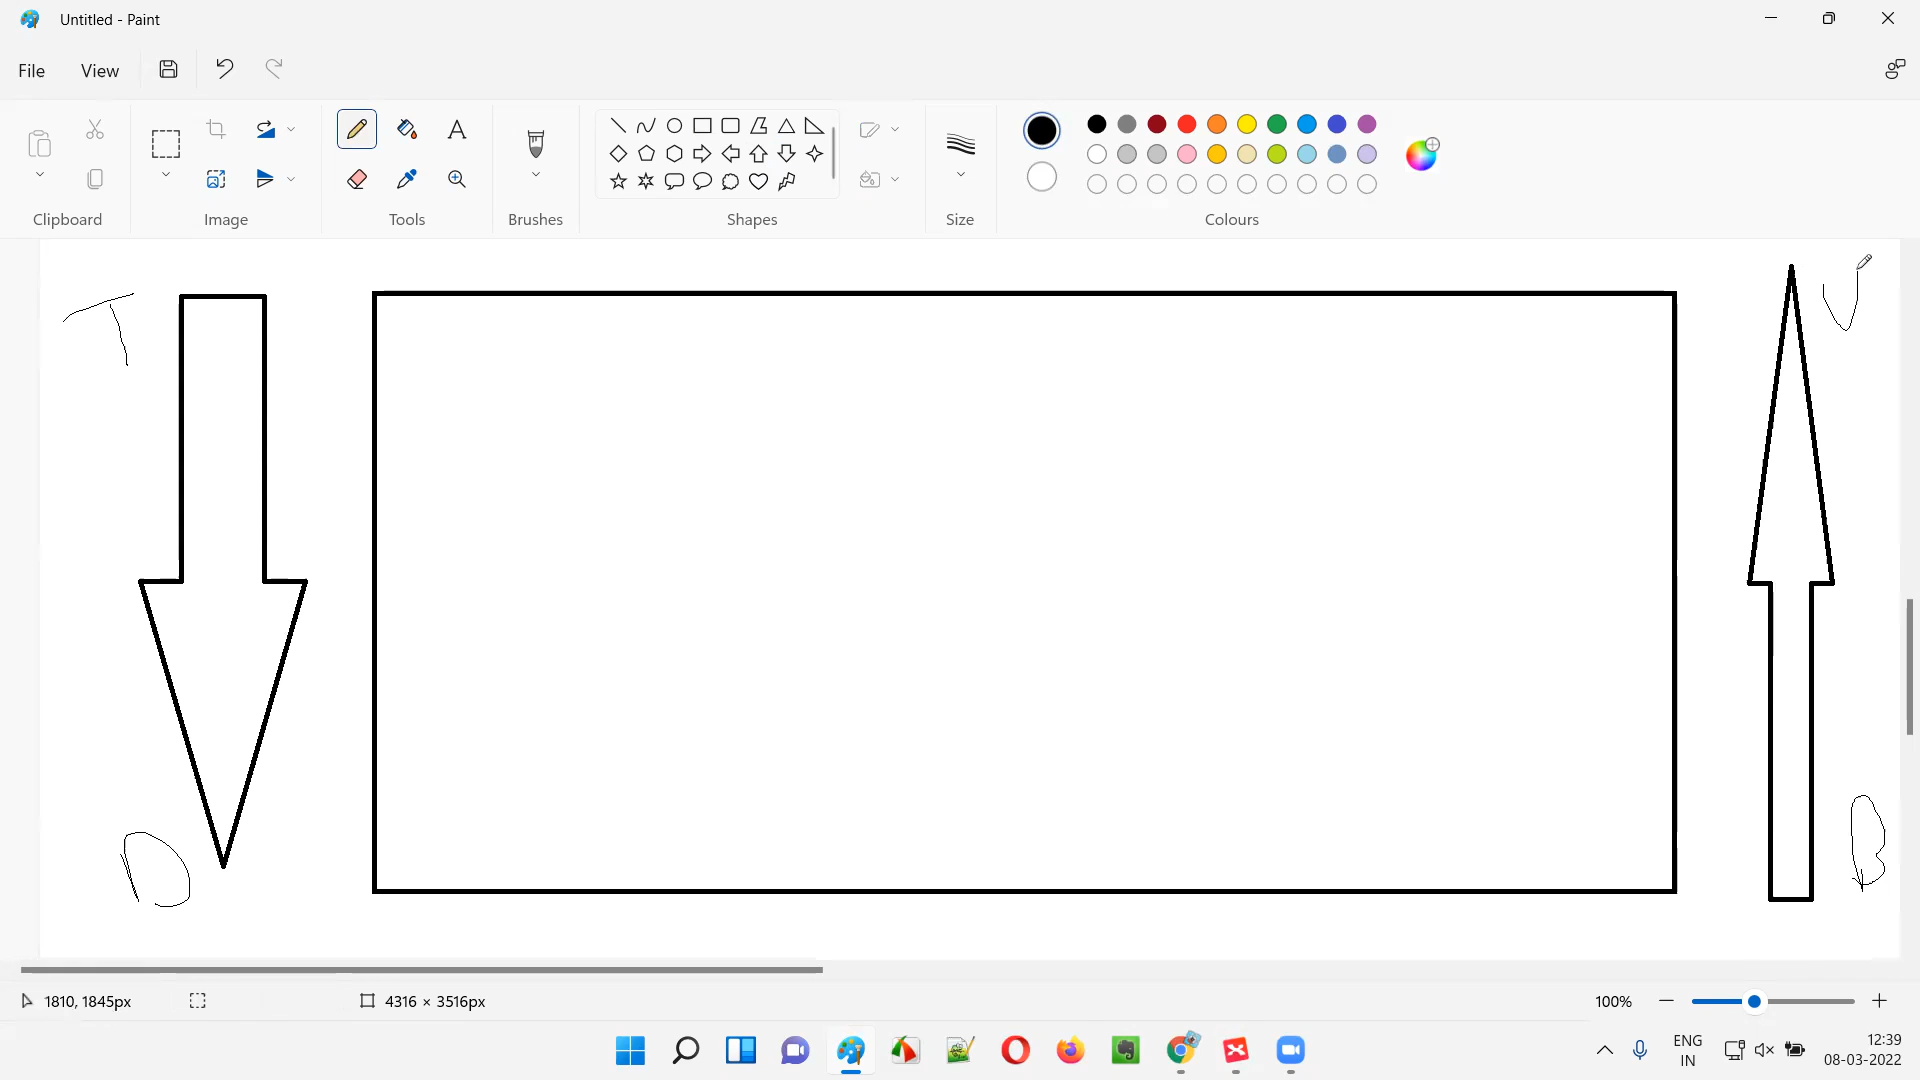 Untitled - Paint
File View
Clipboard Image Tools Brushes Shapes Size Colours
T U
D B
1810, 1845px 4316 × 3516px 100%
ENG 12:39
IN 08-03-2022